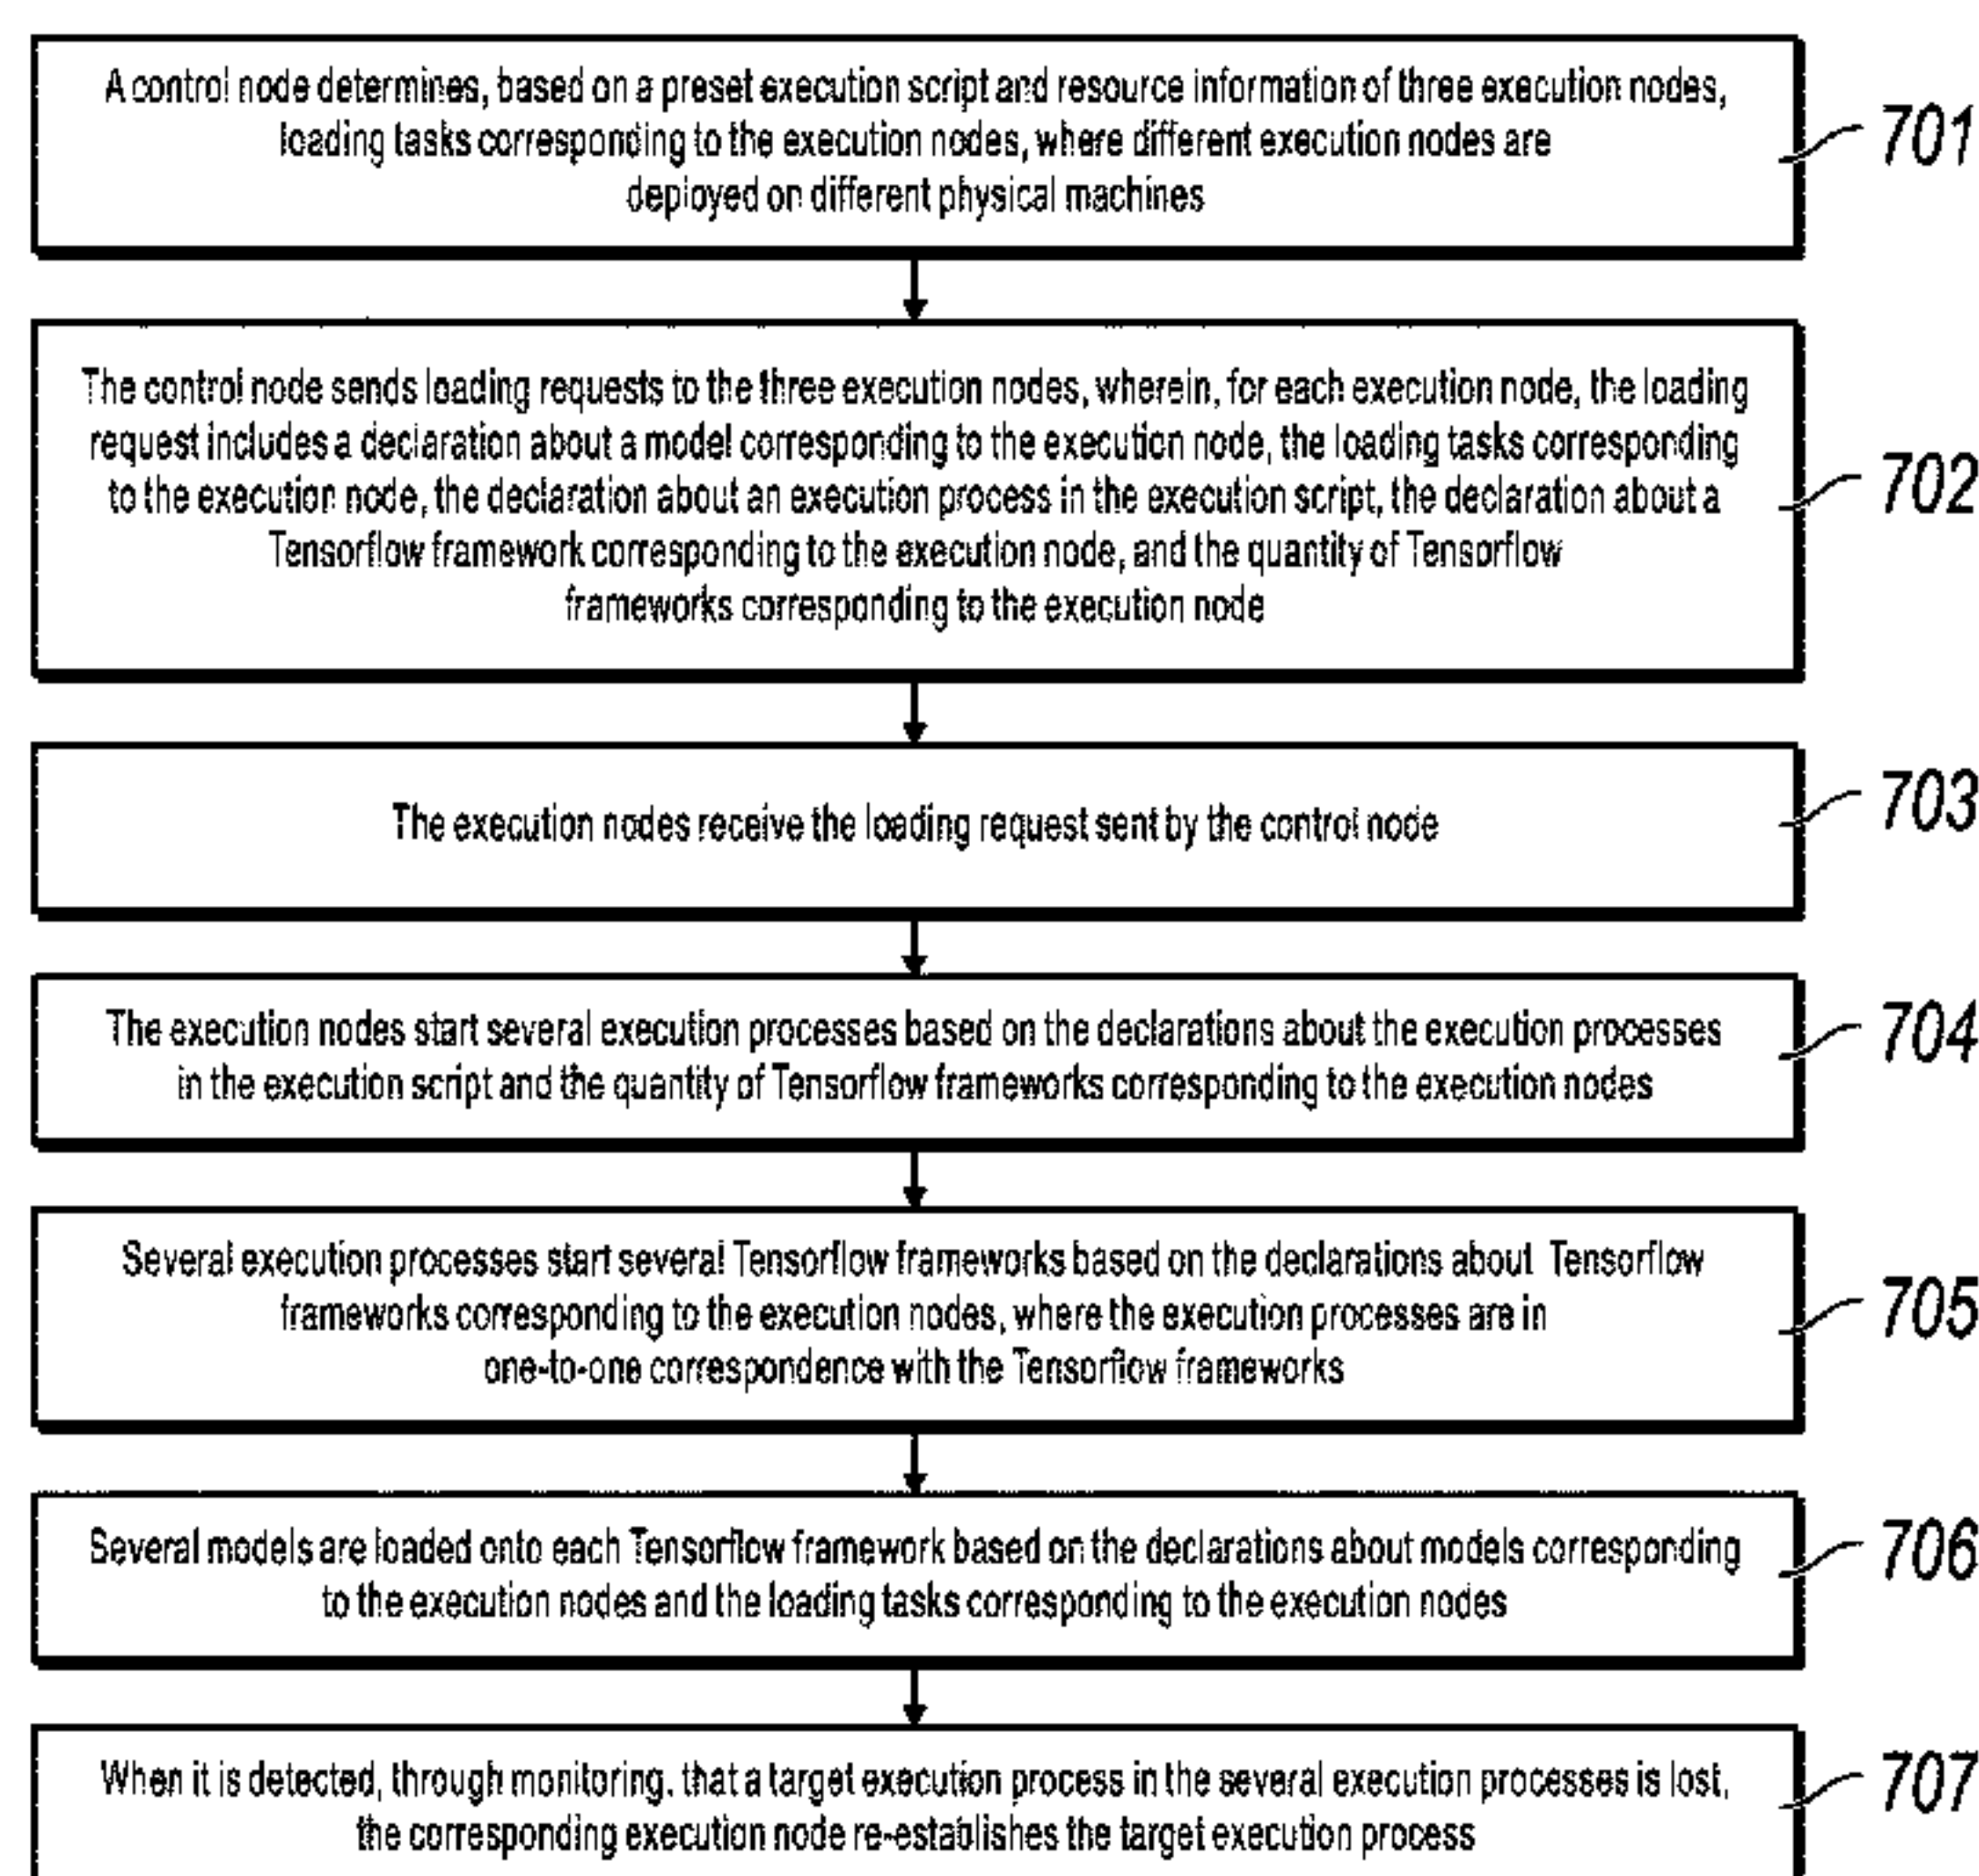 A control node determines, based on a preset execution script and resource information of three execution nodes,
loading tasks corresponding to the execution nodes, where different execution nodes are
deployed on different physical machines
701
The control node sends loading requests to the three execution nodes, wherein, for each execution node, the loading
request includes a declaration about a model corresponding to the execution node, the loading tasks corresponding
to the execution node, the declaration about an execution process in the execution script, the declaration about a
Tensorflow framework corresponding to the execution node, and the quantity of Tensorflow
frameworks corresponding to the execution node
702
The execution nodes receive the loading request sent by the control node
703
The execution nodes start several execution processes based on the declarations about the execution processes
in the execution script and the quantity of Tensorflow frameworks corresponding to the execution nodes
704
Several execution processes start several Tensorflow frameworks based on the declarations about Tensorflow
frameworks corresponding to the execution nodes, where the execution processes are in
one-to-one correspondence with the Tensorflow frameworks
705
Several models are loaded onto each Tensorflow framework based on the declarations about models corresponding
to the execution nodes and the loading tasks corresponding to the execution nodes
706
When it is detected, through monitoring, that a target execution process in the several execution processes is lost,
the corresponding execution node re-establishes the target execution process
707